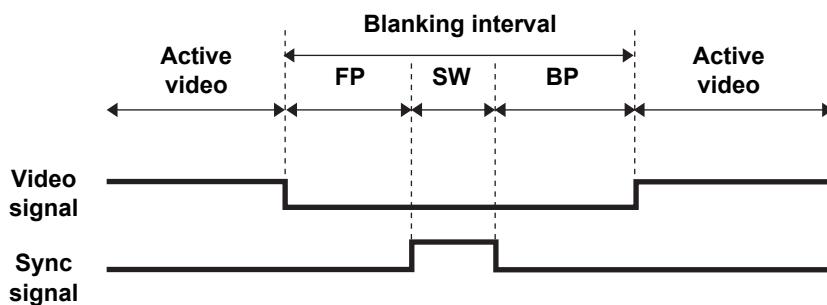 Blanking interval
Active
video
FP
SW
BP
Active
video
Video
signal
Sync
signal